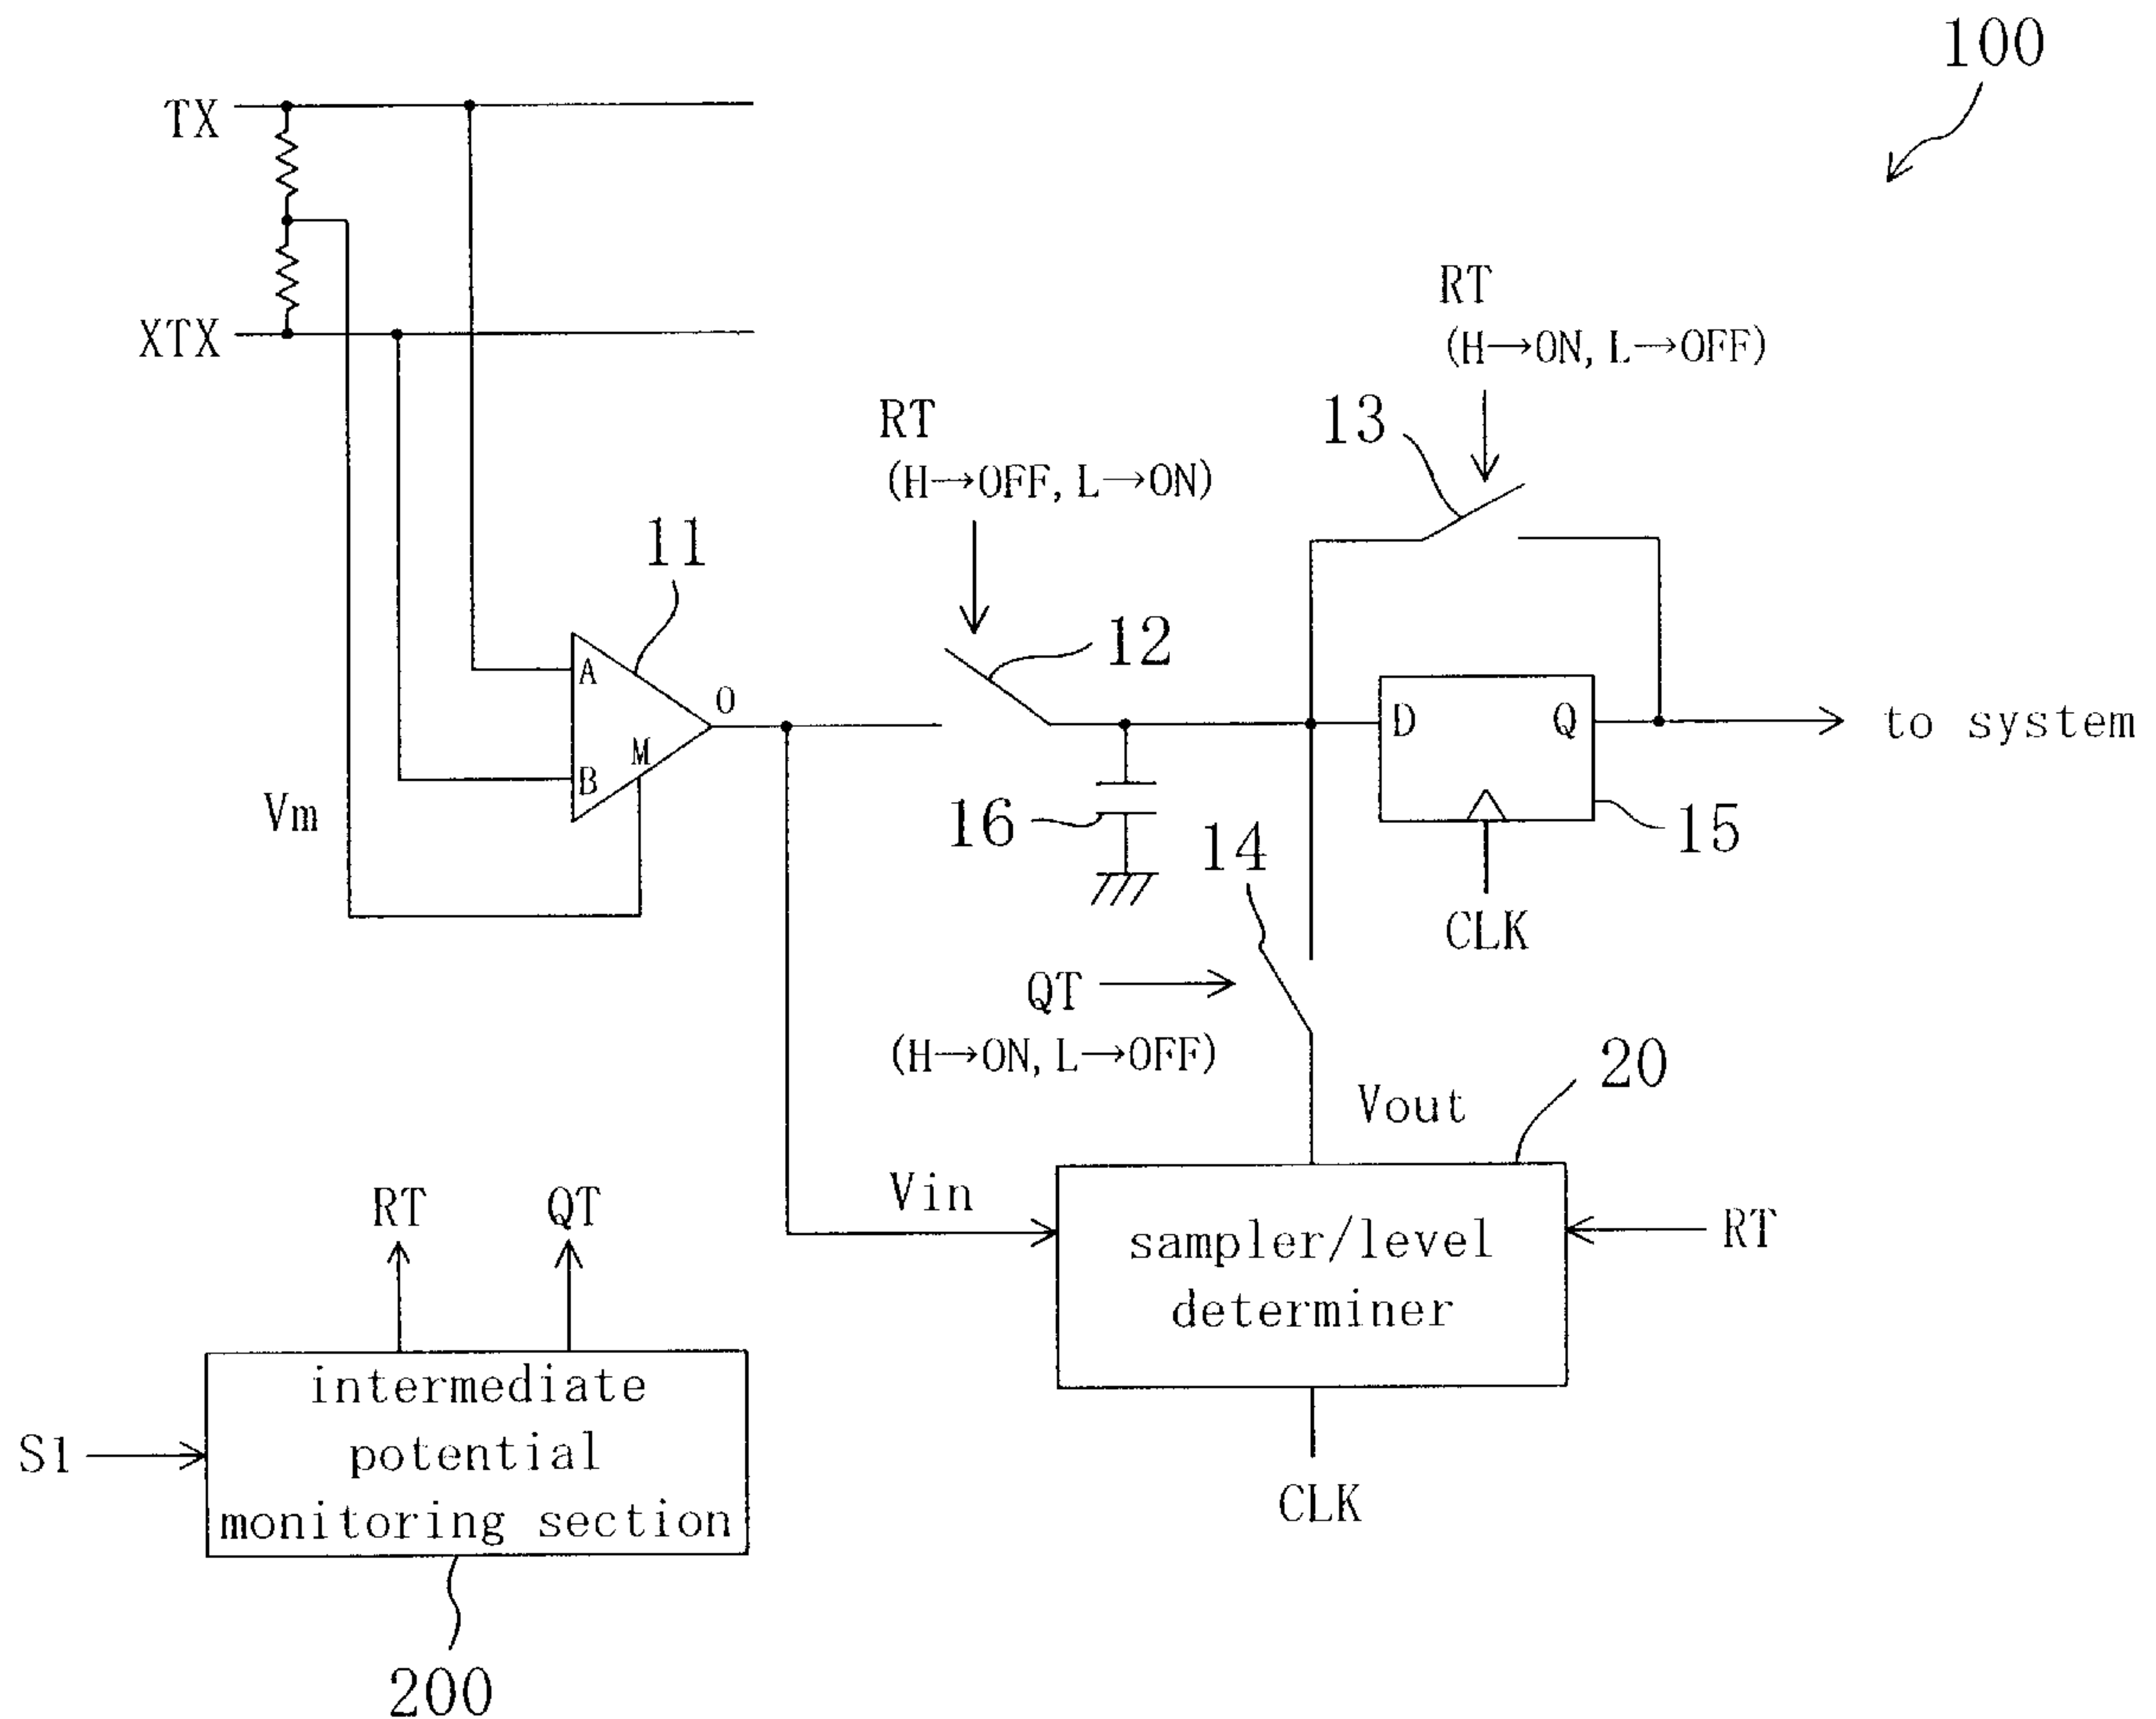 100
TX
XTX
RT
(H→ON, L→OFF)
13
RT
(H→OFF, L→ON)
11
12
A
O
M
B
Vm
D
Q
to system
16
14
15
CLK
QT
(H→ON, L→OFF)
20
Vout
RT
QT
Vin
sampler/level
determiner
RT
intermediate
potential
monitoring section
S1
CLK
200